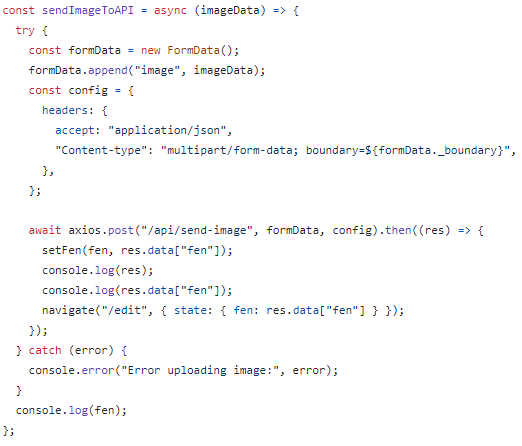 const sendImageToAPI = async (imageData) => {
  try {
    const formData = new FormData();
    formData.append("image", imageData);
    const config = {
      headers: {
        accept: "application/json",
        "Content-type": "multipart/form-data; boundary=${formData._boundary}",
      },
    };

    await axios.post("/api/send-image", formData, config).then((res) => {
      setFen(fen, res.data["fen"]);
      console.log(res);
      console.log(res.data["fen"]);
      navigate("/edit", { state: { fen: res.data["fen"] } });
    });
  } catch (error) {
    console.error("Error uploading image:", error);
  }
  console.log(fen);
};